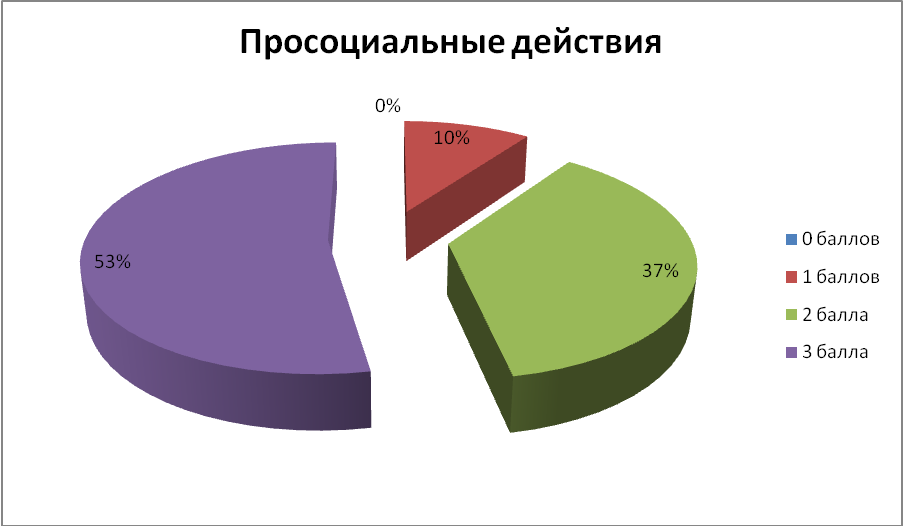 Просоциальные действия
0%
10%
37%
53%
0 баллов
1 баллов
2 балла
3 балла